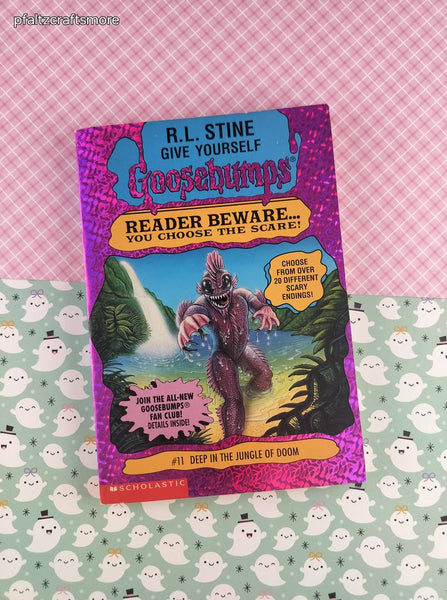 pfaltzcraftsmore
R.L. STINE
GIVE YOURSELF
Goosebumps®
READER BEWARE...
YOU CHOOSE THE SCARE!
CHOOSE
FROM OVER
20 DIFFERENT
SCARY
ENDINGS!
JOIN THE ALL-NEW
GOOSEBUMPS®
FAN CLUB!
DETAILS INSIDE!
#11 DEEP IN THE JUNGLE OF DOOM
SCHOLASTIC